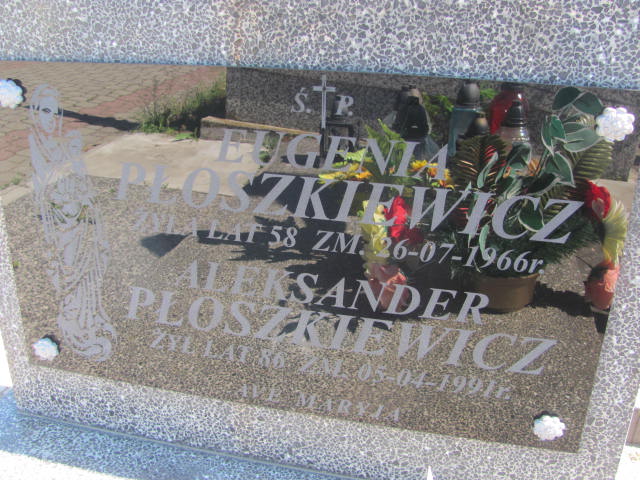 Ś. P.
EUGENIA
PŁOSZKIEWICZ
ŻYŁA LAT 58 ZM. 26-07-1966r.
ALEKSANDER
PŁOSZKIEWICZ
ŻYŁ LAT 86 ZM. 05-04-1991r.
AVE MARYJA